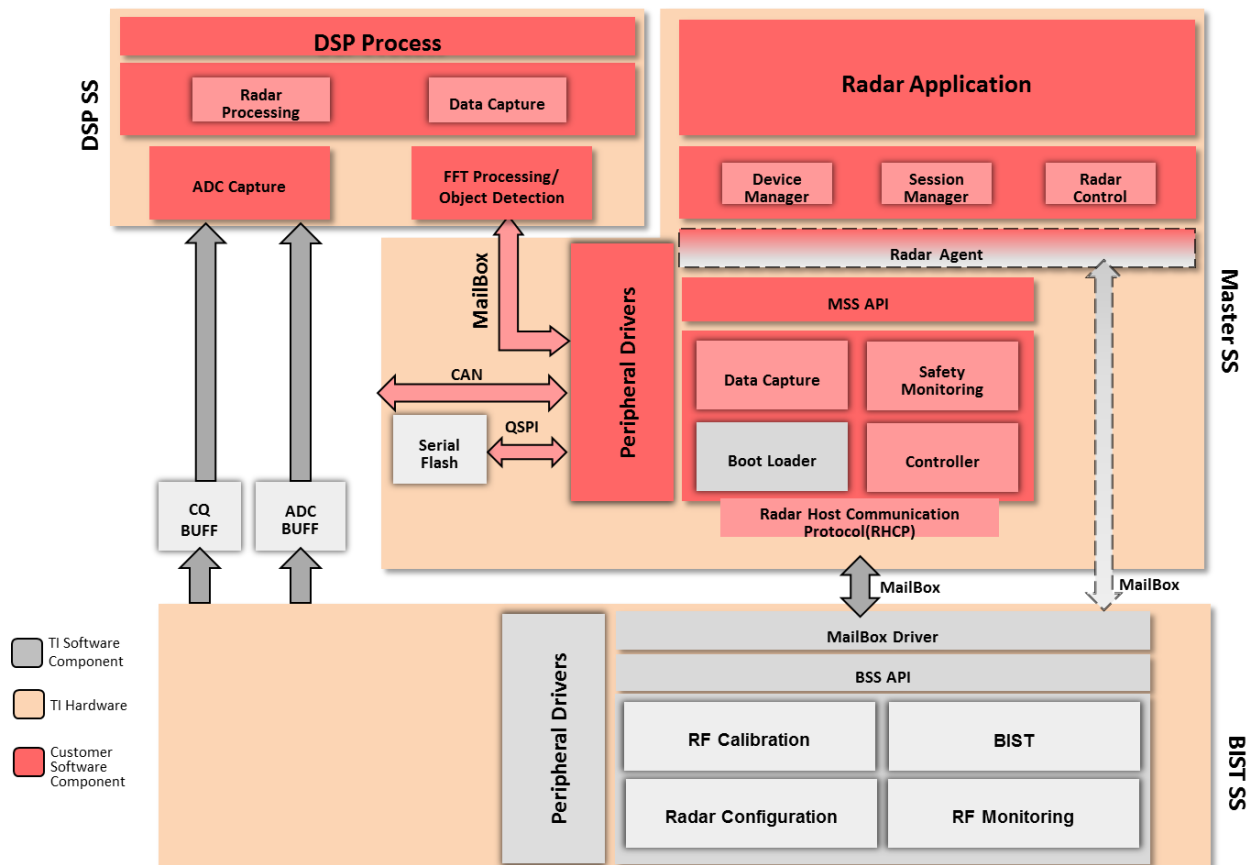 DSP Process
Radar
Processing
Data Capture
ADC Capture
FFT Processing/
Object Detection
DSP SS
Radar Application
Device
Manager
Session
Manager
Radar
Control
Radar Agent
MSS API
Data Capture
Safety
Monitoring
Boot Loader
Controller
Radar Host Communication
Protocol(RHCP)
Master SS
Peripheral Drivers
MailBox
CAN
QSPI
Serial
Flash
CQ
BUFF
ADC
BUFF
MailBox
MailBox
Peripheral Drivers
MailBox Driver
BSS API
RF Calibration
BIST
Radar Configuration
RF Monitoring
BIST SS
TI Software
Component
TI Hardware
Customer
Software
Component